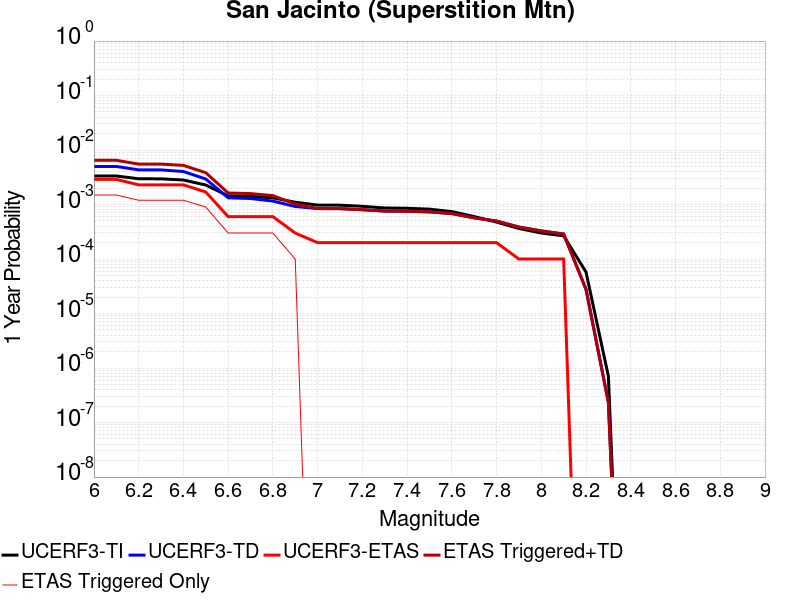 San Jacinto (Superstition Mtn)
10^0
10^-1
10^-2
10^-3
10^-4
10^-5
10^-6
10^-7
10^-8
1 Year Probability
6 6.2 6.4 6.6 6.8 7 7.2 7.4 7.6 7.8 8 8.2 8.4 8.6 8.8 9
Magnitude
UCERF3-TI UCERF3-TD UCERF3-ETAS ETAS Triggered+TD
ETAS Triggered Only